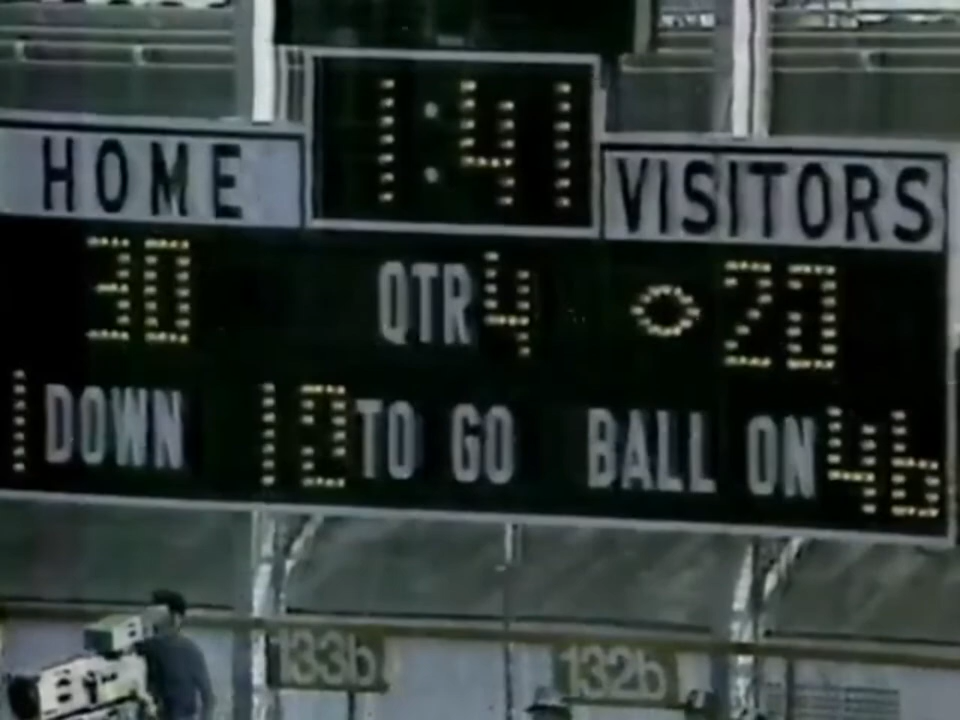 1:41
HOME VISITORS
30 QTR 4 20
1 DOWN 10 TO GO BALL ON 46
133b 132b